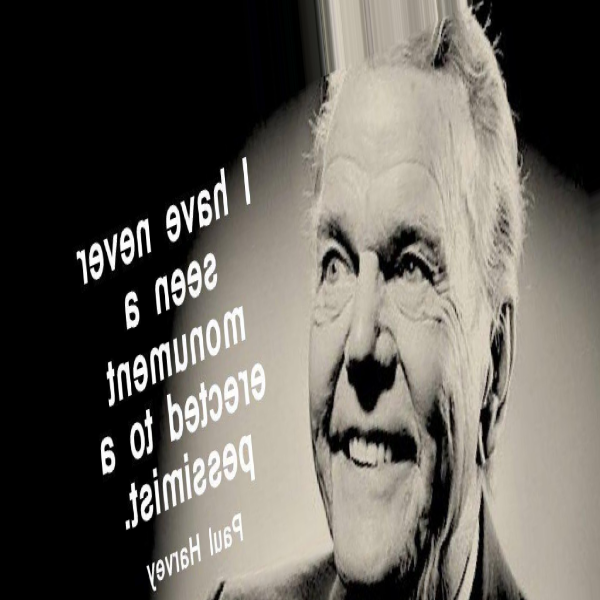 I have never
seen a
monument
erected to a
pessimist.
Paul Harvey